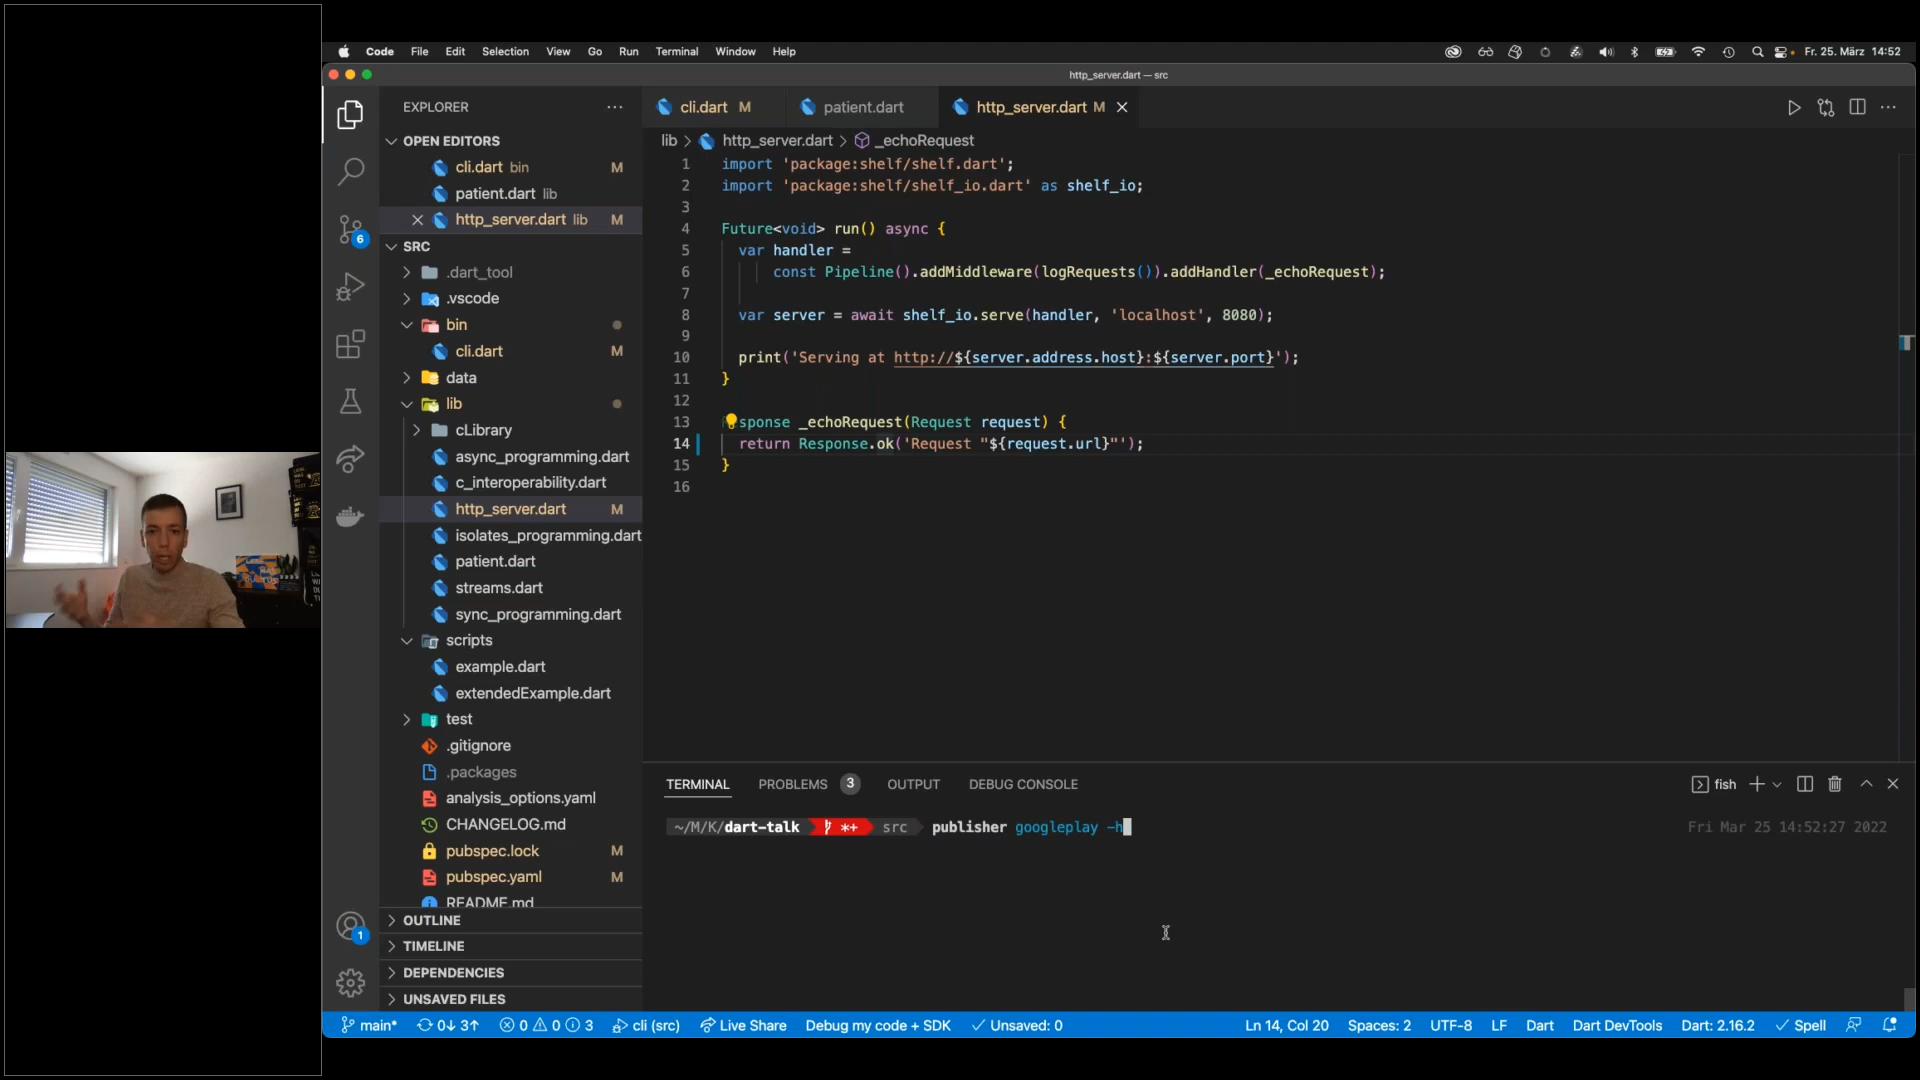 Code File Edit Selection View Go Run Terminal Window Help
Fr. 25. März 14:52
http_server.dart — src
EXPLORER
OPEN EDITORS
cli.dart bin M
patient.dart lib
http_server.dart lib M
SRC
.dart_tool
.vscode
bin
cli.dart M
data
lib
cLibrary
async_programming.dart
c_interoperability.dart
http_server.dart M
isolates_programming.dart
patient.dart
streams.dart
sync_programming.dart
scripts
example.dart
extendedExample.dart
test
.gitignore
.packages
analysis_options.yaml
CHANGELOG.md
pubspec.lock M
pubspec.yaml M
README.md
OUTLINE
TIMELINE
DEPENDENCIES
UNSAVED FILES
6
1
cli.dart M patient.dart http_server.dart M
lib > http_server.dart > _echoRequest
1 import 'package:shelf/shelf.dart';
2 import 'package:shelf/shelf_io.dart' as shelf_io;
3
4 Future<void> run() async {
5 var handler =
6 const Pipeline().addMiddleware(logRequests()).addHandler(_echoRequest);
7
8 var server = await shelf_io.serve(handler, 'localhost', 8080);
9
10 print('Serving at http://${server.address.host}:${server.port}');
11 }
12
13 sponse _echoRequest(Request request) {
14 return Response.ok('Request "${request.url}"');
15 }
16
TERMINAL PROBLEMS 3 OUTPUT DEBUG CONSOLE
fish
~/M/K/dart-talk *+ src publisher googleplay -h
Fri Mar 25 14:52:27 2022
main* 0↓ 3↑ 0 0 3 cli (src) Live Share Debug my code + SDK Unsaved: 0
Ln 14, Col 20 Spaces: 2 UTF-8 LF Dart Dart DevTools Dart: 2.16.2 Spell